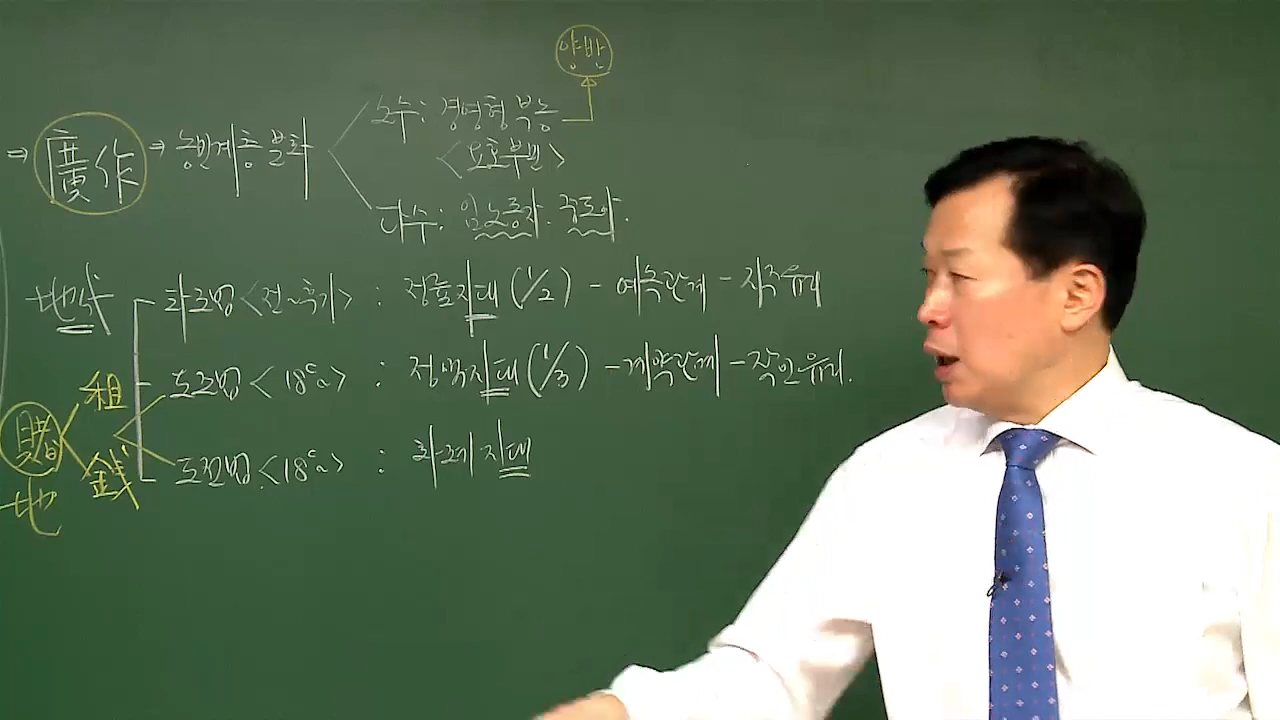 양반
소수: 경영형 부농
⇒ 廣作 ⇒ 농민계층 분화
<요호부민>
다수: 임노동자. 유도아.
地代 타조법 <전~후기> : 정률지대 (1/2) - 예속관계 - 지주유리
租 도조법 <18C a> : 정액지대 (1/3) - 계약관계 - 작인유리.
賭
錢 도전법 <18C a> : 화폐지대
地